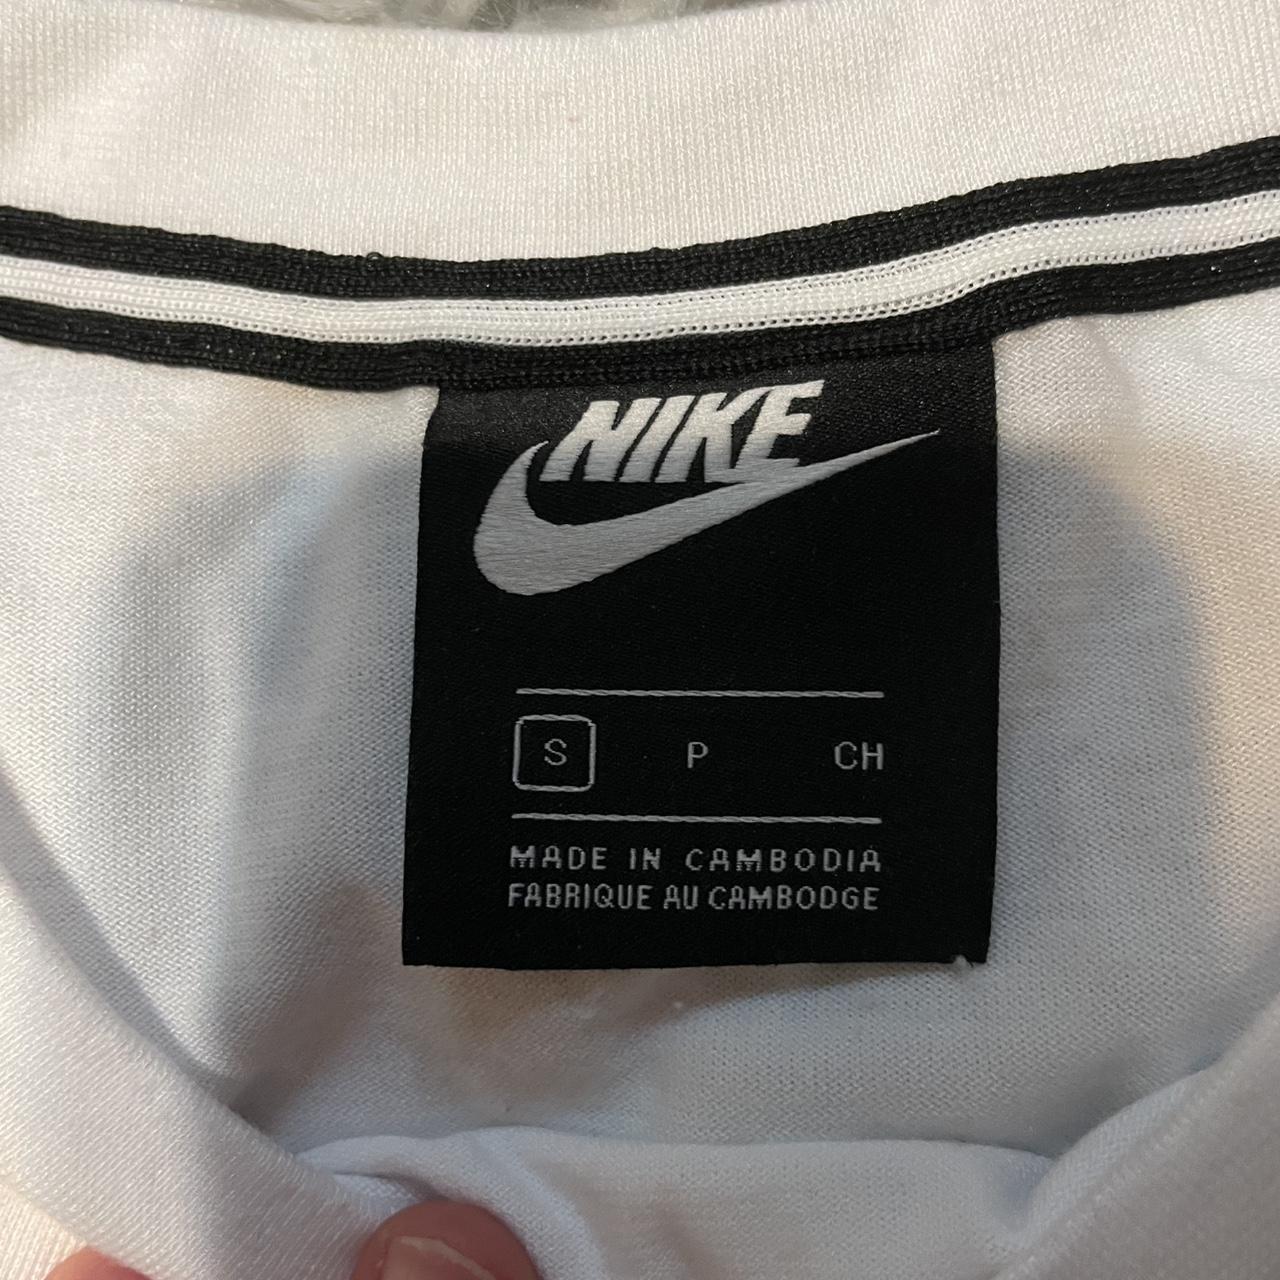 NIKE
S P CH
MADE IN CAMBODIA
FABRIQUE AU CAMBODGE